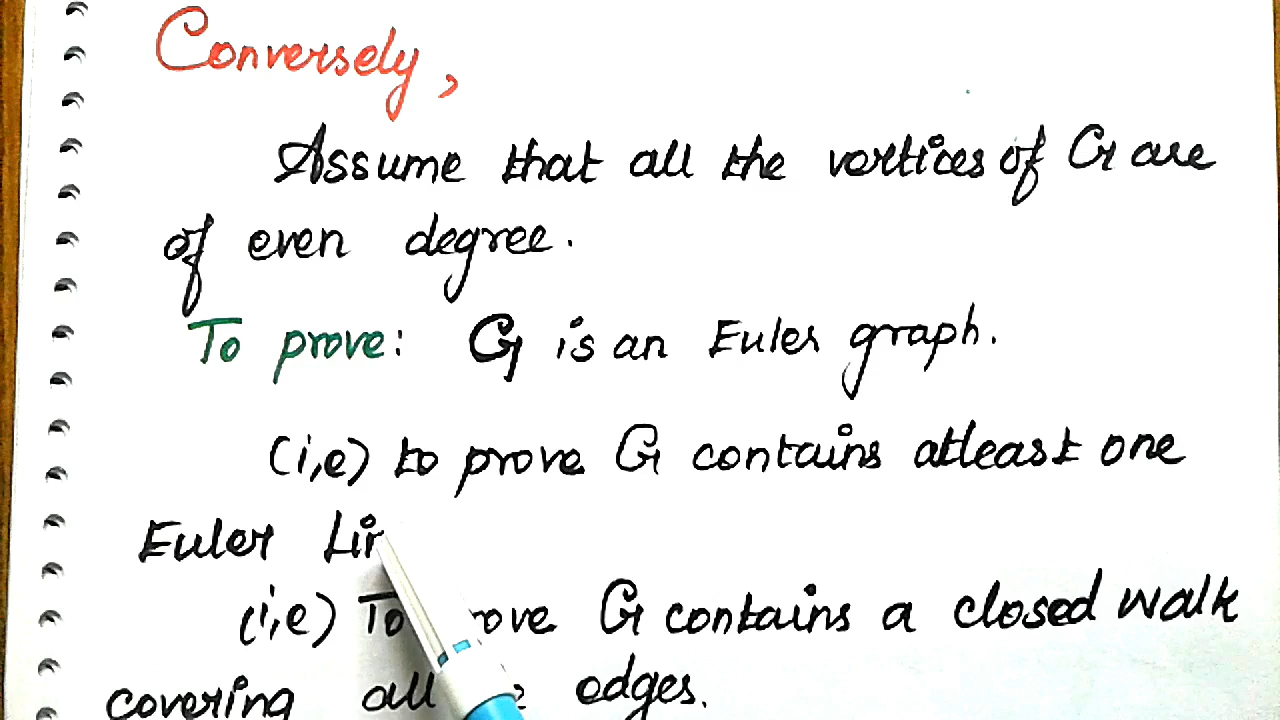 Conversely,
Assume that all the vertices of G are
of even degree.
To prove: G is an Euler graph.
(i,e) to prove G contains atleast one
Euler
(i,e) To G contains a closed walk
covering all edges.